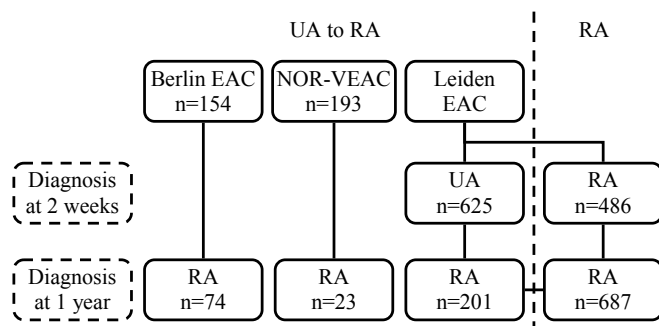 UA to RA
RA
Berlin EAC
n=154
NOR-VEAC
n=193
Leiden
EAC
Diagnosis
at 2 weeks
UA
n=625
RA
n=486
Diagnosis
at 1 year
RA
n=74
RA
n=23
RA
n=201
RA
n=687